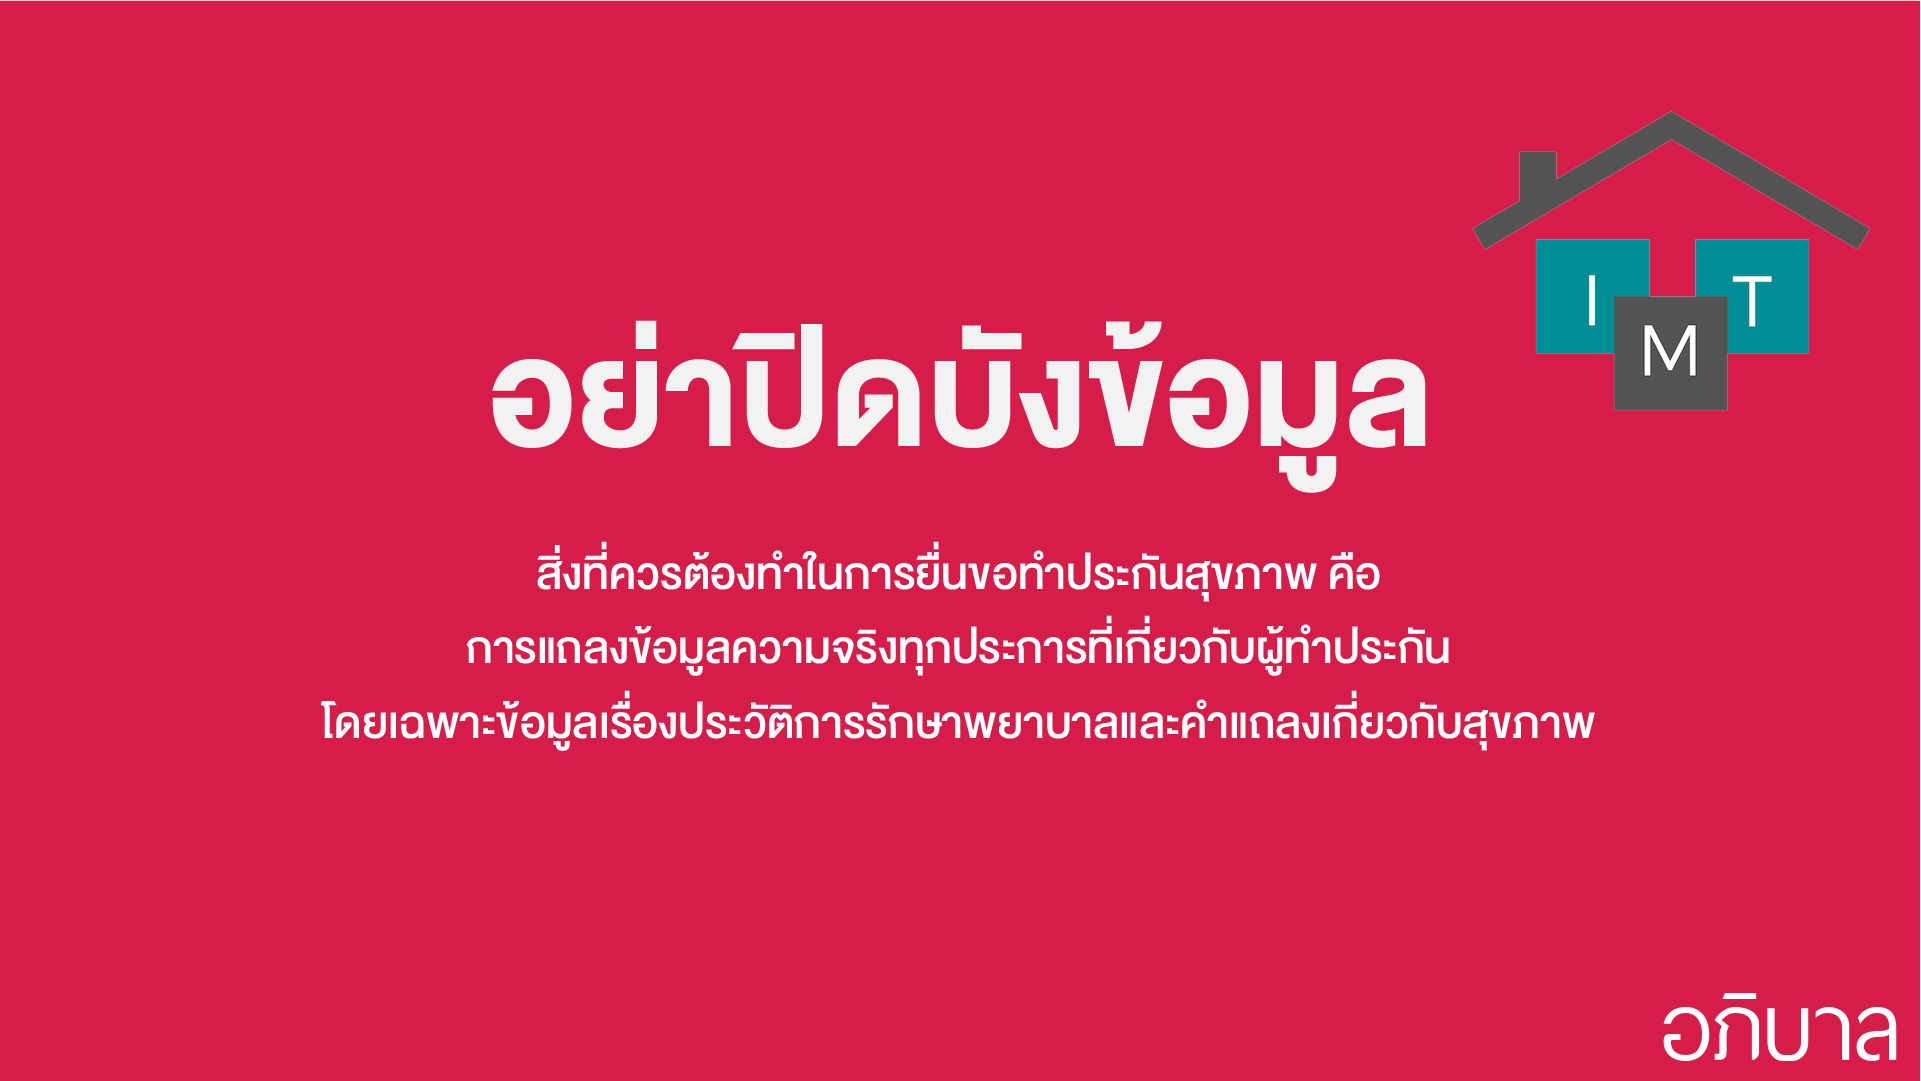 I M T
อย่าปิดบังข้อมูล
สิ่งที่ควรต้องทำในการยื่นขอทำประกันสุขภาพ คือ
การแถลงข้อมูลความจริงทุกประการที่เกี่ยวกับผู้ทำประกัน
โดยเฉพาะข้อมูลเรื่องประวัติการรักษาพยาบาลและคำแถลงเกี่ยวกับสุขภาพ
อภิบาล